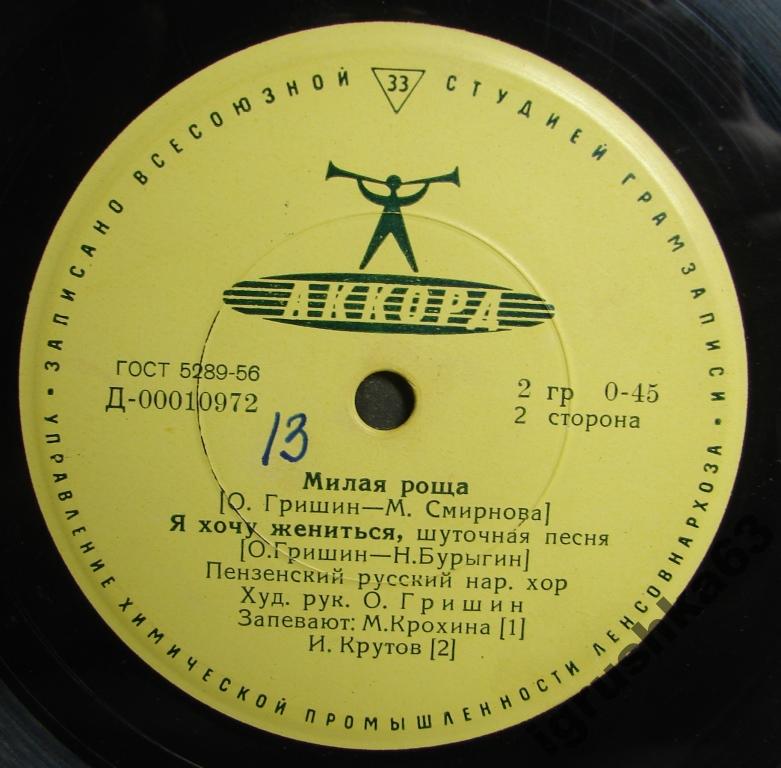 ЗАПИСАНО ВСЕСОЮЗНОЙ 33 СТУДИЕЙ ГРАМЗАПИСИ • УПРАВЛЕНИЕ ХИМИЧЕСКОЙ ПРОМЫШЛЕННОСТИ ЛЕНСОВНАРХОЗА •
АККОРД
ГОСТ 5289-56
Д-00010972
2 гр 0-45
2 сторона
13
Милая роща
[О. Гришин—М. Смирнова]
Я хочу жениться, шуточная песня
[О.Гришин—Н.Бурыгин]
Пензенский русский нар. хор
Худ. рук. О. Гришин
Запевают: М.Крохина [1]
И. Крутов [2]
igrushka63